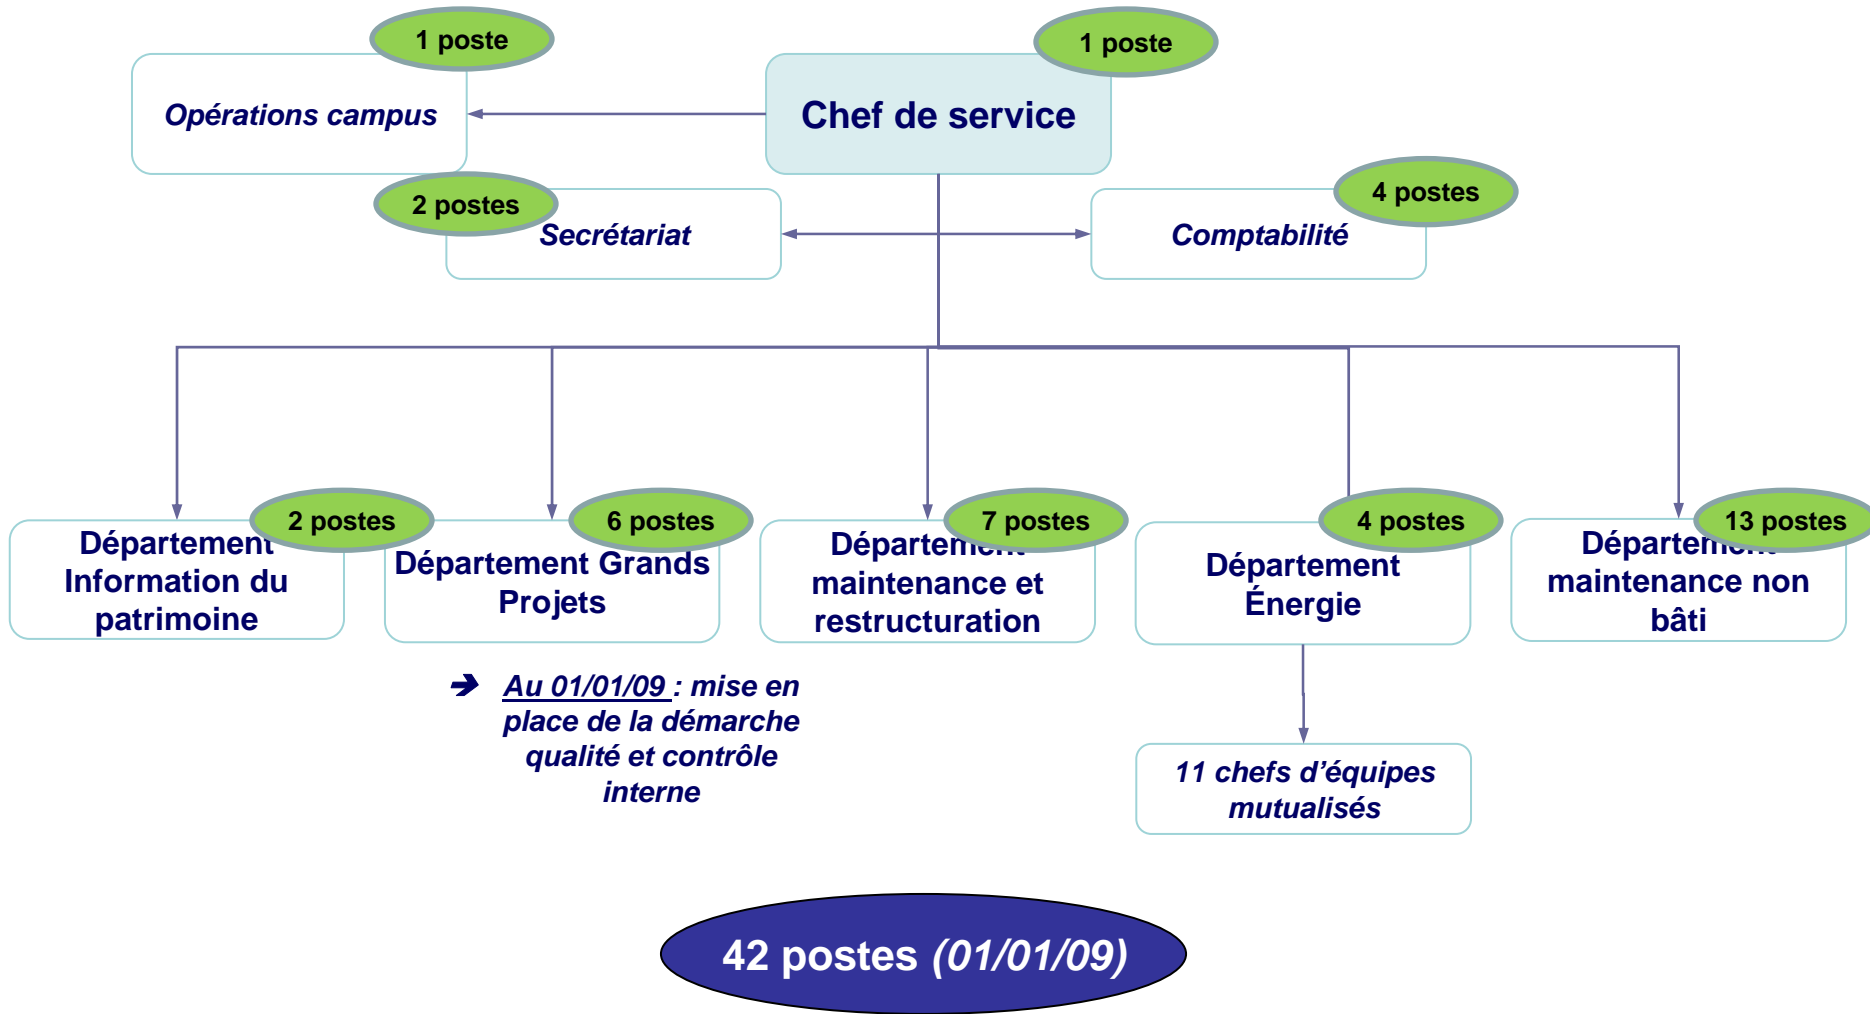 1 poste
1 poste
Opérations campus
Chef de service
2 postes
4 postes
Secrétariat
Comptabilité
2 postes
6 postes
7 postes
4 postes
13 postes
Département
Information du
patrimoine
Département Grands
Projets
Département
maintenance et
restructuration
Département
Énergie
Département
maintenance non
bâti
➔ Au 01/01/09 : mise en
place de la démarche
qualité et contrôle
interne
11 chefs d’équipes
mutualisés
42 postes (01/01/09)